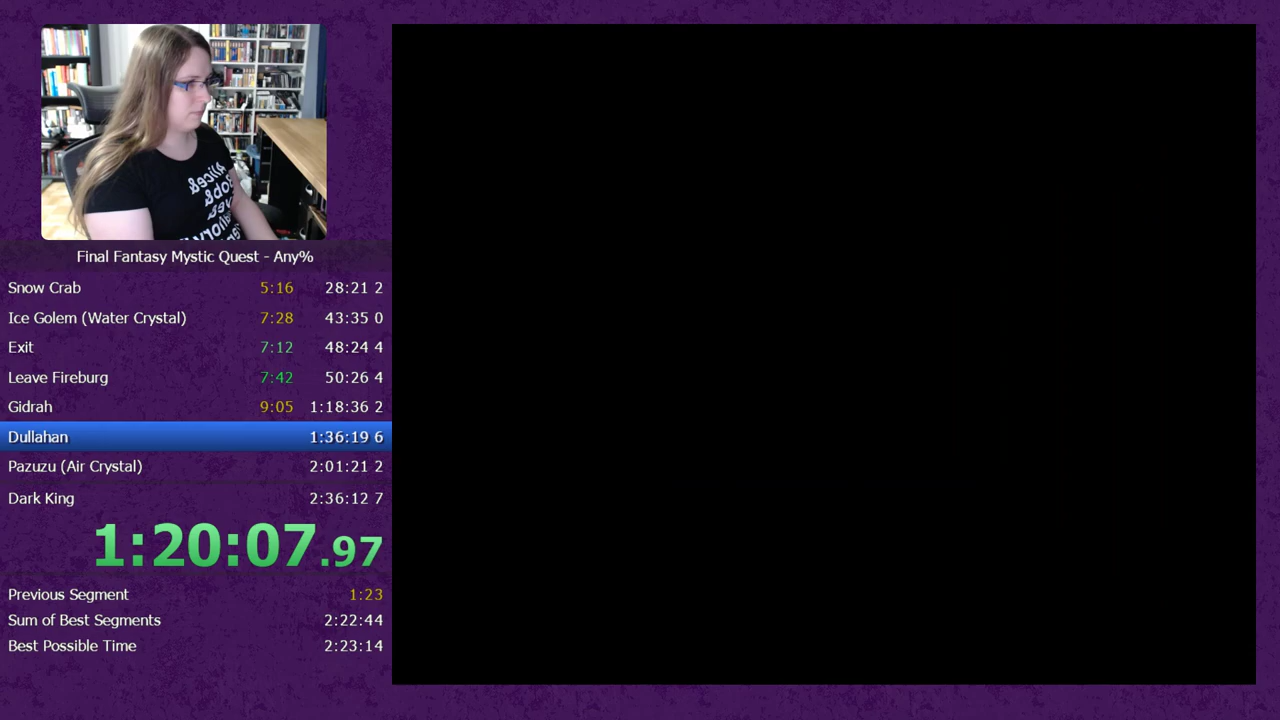 Final Fantasy Mystic Quest - Any%
Snow Crab 5:16 28:21 2
Ice Golem (Water Crystal) 7:28 43:35 0
Exit 7:12 48:24 4
Leave Fireburg 7:42 50:26 4
Gidrah 9:05 1:18:36 2
Dullahan 1:36:19 6
Pazuzu (Air Crystal) 2:01:21 2
Dark King 2:36:12 7
1:20:07.97
Previous Segment 1:23
Sum of Best Segments 2:22:44
Best Possible Time 2:23:14